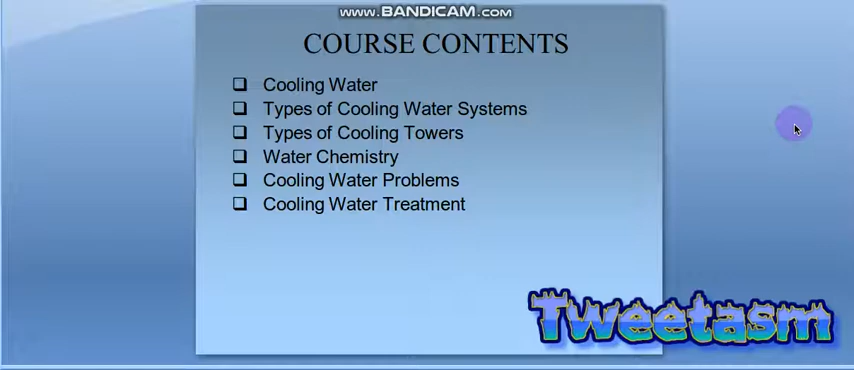 www.BANDICAM.com
COURSE CONTENTS
❑ Cooling Water
❑ Types of Cooling Water Systems
❑ Types of Cooling Towers
❑ Water Chemistry
❑ Cooling Water Problems
❑ Cooling Water Treatment
Tweetasm